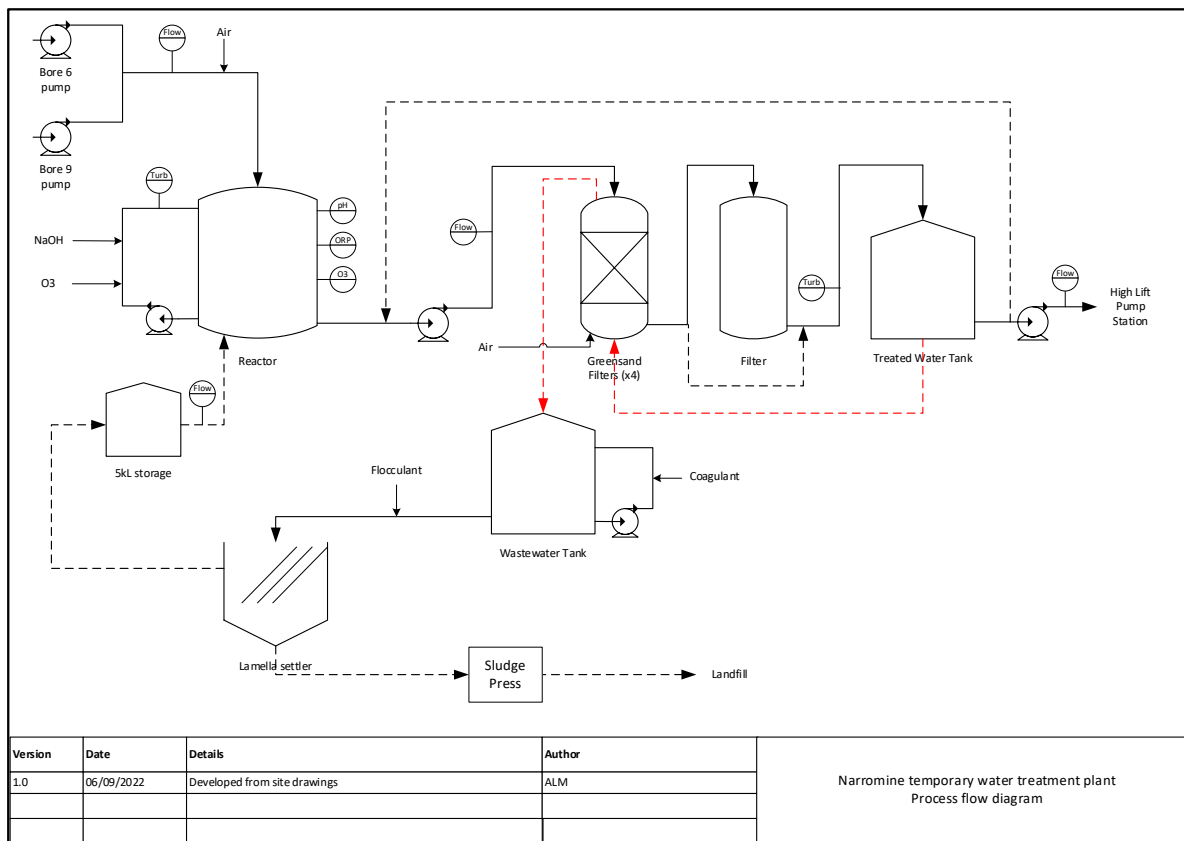 Flow
Air
Bore 6
pump
Bore 9
pump
Turb
pH
NaOH
ORP
O3
O3
Reactor
Flow
Air
Greensand
Filters (x4)
Filter
Turb
Treated Water Tank
Flow
High Lift
Pump
Station
Flow
5kL storage
Flocculant
Coagulant
Wastewater Tank
Lamella settler
Sludge
Press
Landfill
Version Date Details Author
1.0 06/09/2022 Developed from site drawings ALM
Narromine temporary water treatment plant
Process flow diagram